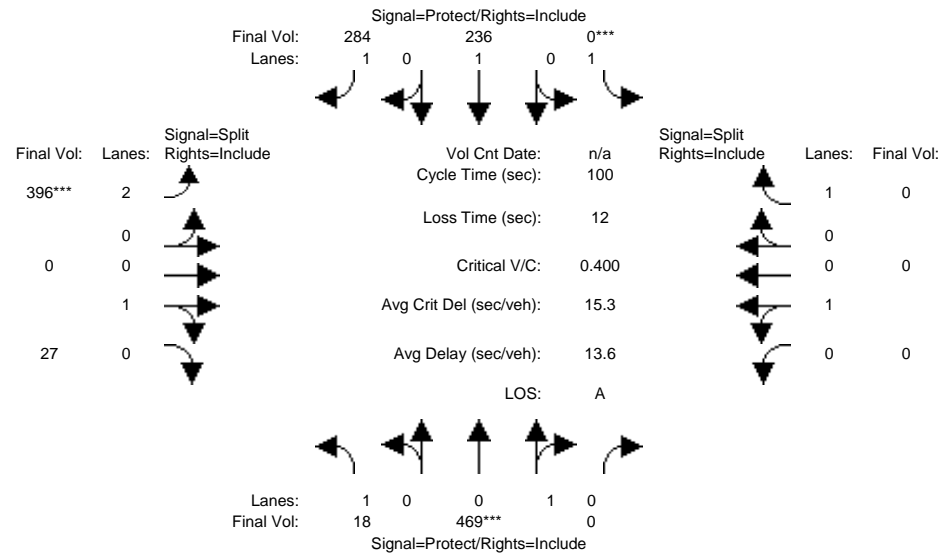 Signal=Protect/Rights=Include
Final Vol: 284 236 0***
Lanes: 1 0 1 0 1
Signal=Split Signal=Split
Final Vol: Lanes: Rights=Include Vol Cnt Date: n/a Rights=Include Lanes: Final Vol:
Cycle Time (sec): 100
396*** 2 1 0
Loss Time (sec): 12
0 0
0 0 Critical V/C: 0.400 0 0
1 Avg Crit Del (sec/veh): 15.3 1
27 0 Avg Delay (sec/veh): 13.6 0 0
LOS: A
Lanes: 1 0 0 1 0
Final Vol: 18 469*** 0
Signal=Protect/Rights=Include